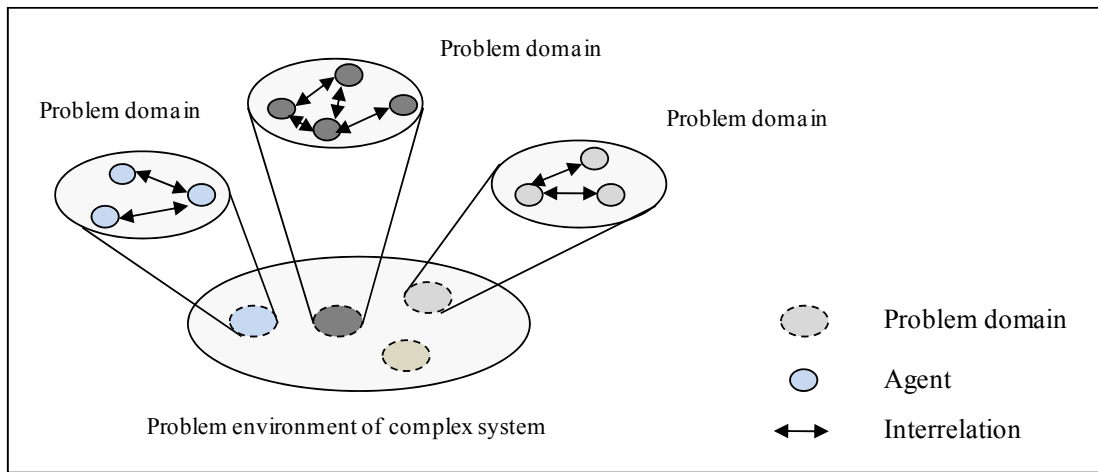 Problem domain
Problem domain
Problem domain
Problem environment of complex system
Problem domain
Agent
Interrelation